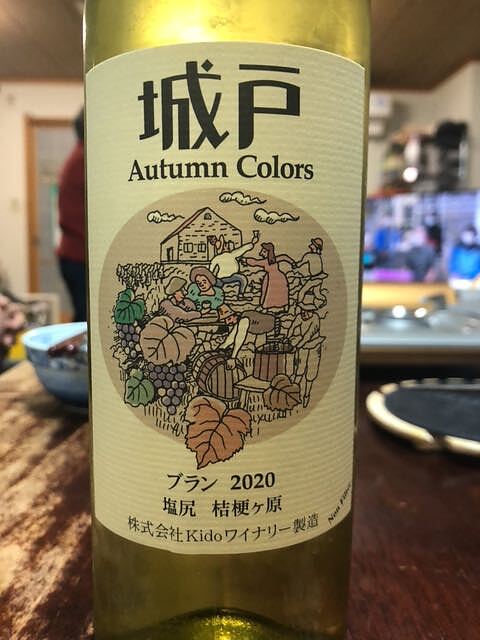 城戸
Autumn Colors
ブラン 2020
塩尻 桔梗ヶ原
株式会社Kidoワイナリー製造
Non Filter